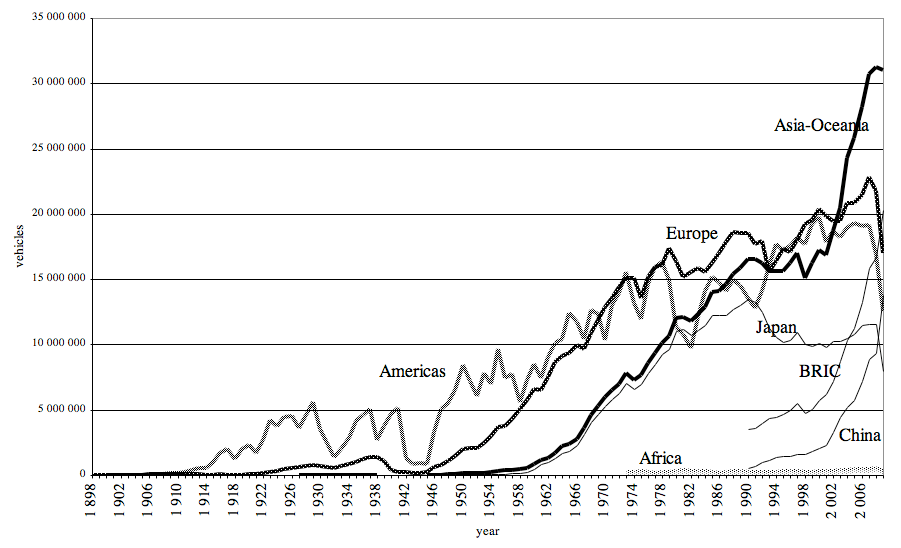 35 000 000
30 000 000
25 000 000
20 000 000
15 000 000
10 000 000
5 000 000
0
vehicles
Asia-Oceania
Europe
Japan
Americas
BRIC
China
Africa
1 898
1 902
1 906
1 910
1 914
1 918
1 922
1 926
1 930
1 934
1 938
1 942
1 946
1 950
1 954
1 958
1 962
1 966
1 970
1 974
1 978
1 982
1 986
1 990
1 994
1 998
2 002
2 006
year